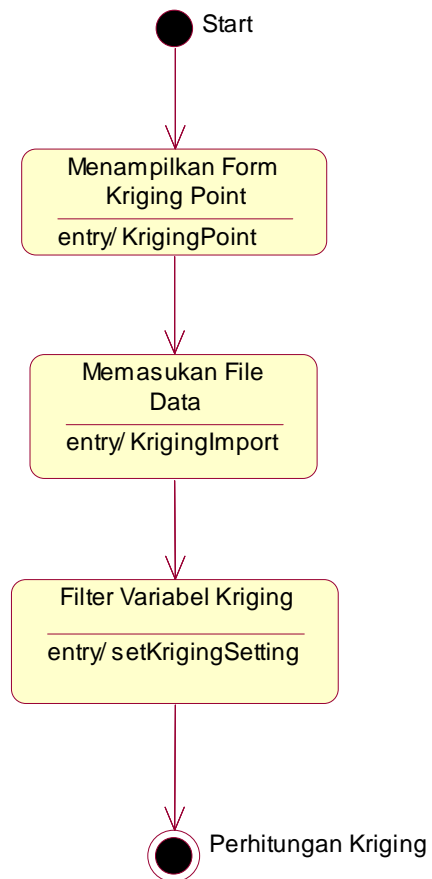 Start
Menampilkan Form
Kriging Point
entry/ KrigingPoint
Memasukan File
Data
entry/ KrigingImport
Filter Variabel Kriging
entry/ setKrigingSetting
Perhitungan Kriging